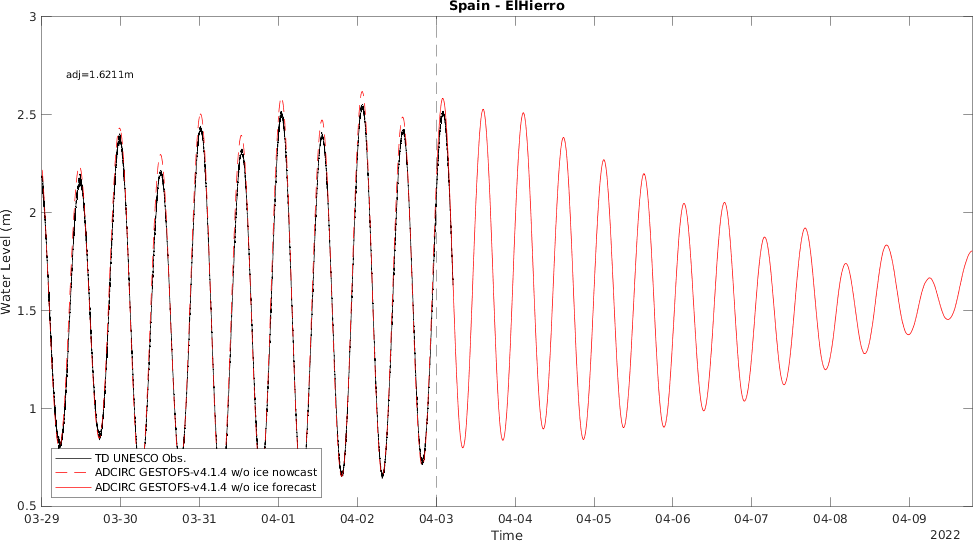 Spain - ElHierro
3
adj=1.6211m
2.5
2
Water Level (m)
1.5
1
TD UNESCO Obs.
ADCIRC GESTOFS-v4.1.4 w/o ice nowcast
ADCIRC GESTOFS-v4.1.4 w/o ice forecast
0.5
03-29 03-30 03-31 04-01 04-02 04-03 04-04 04-05 04-06 04-07 04-08 04-09
Time
2022